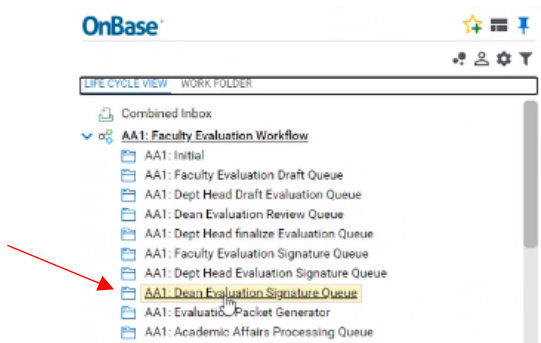 OnBase
LIFE CYCLE VIEW WORK FOLDER
Combined Inbox
AA1: Faculty Evaluation Workflow
AA1: Initial
AA1: Faculty Evaluation Draft Queue
AA1: Dept Head Draft Evaluation Queue
AA1: Dean Evaluation Review Queue
AA1: Dept Head finalize Evaluation Queue
AA1: Faculty Evaluation Signature Queue
AA1: Dept Head Evaluation Signature Queue
AA1: Dean Evaluation Signature Queue
AA1: Evaluation Packet Generator
AA1: Academic Affairs Processing Queue